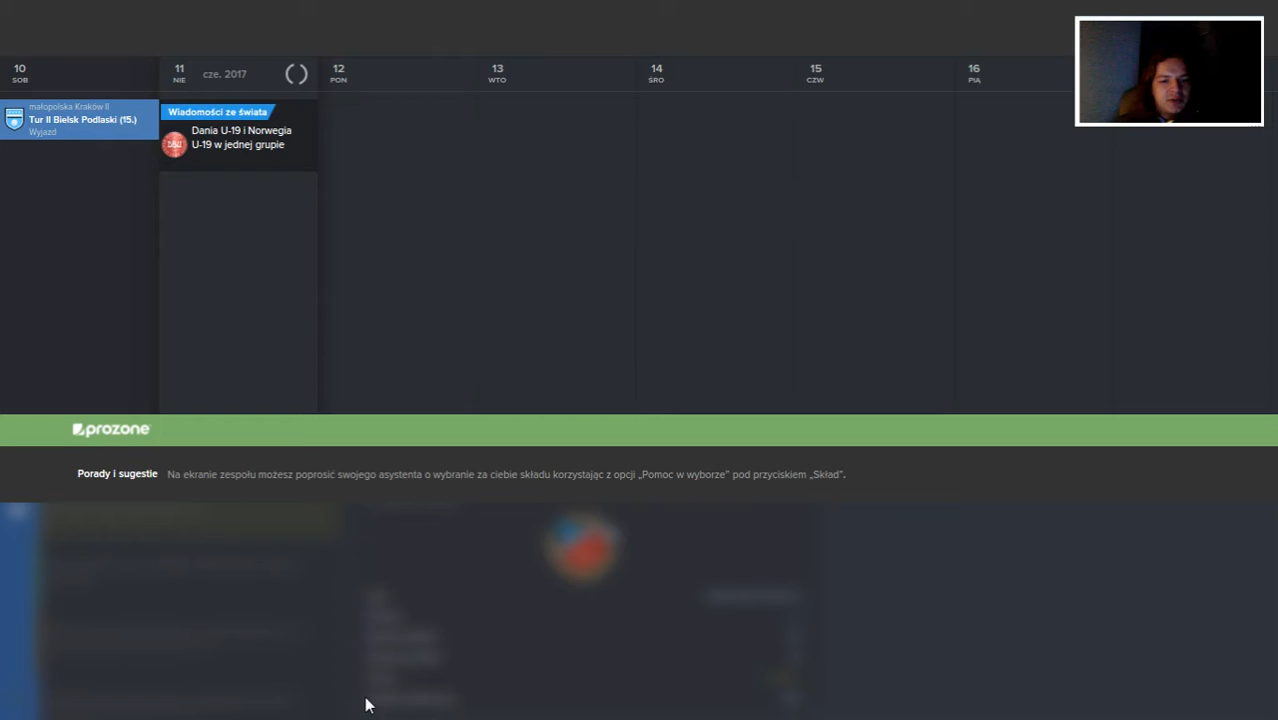 10
SOB
11
NIE
cze. 2017
12
PON
13
WTO
14
ŚRO
15
CZW
16
PIĄ
małopolska Kraków II
Tur II Bielsk Podlaski (15.)
Wyjazd
Wiadomości ze świata
Dania U-19 i Norwegia
U-19 w jednej grupie
prozone
Porady i sugestie Na ekranie zespołu możesz poprosić swojego asystenta o wybranie za ciebie składu korzystając z opcji „Pomoc w wyborze” pod przyciskiem „Skład”.